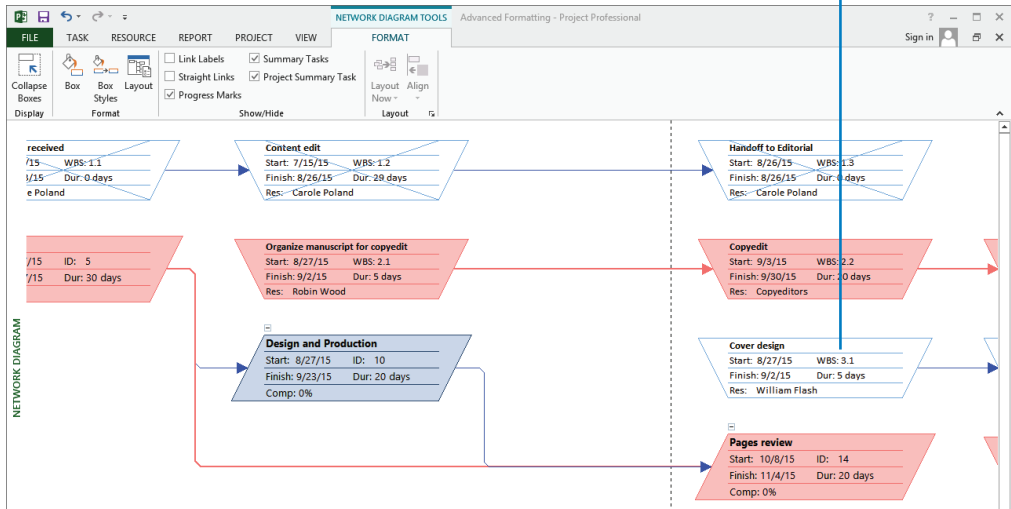 NETWORK DIAGRAM TOOLS Advanced Formatting - Project Professional
FILE TASK RESOURCE REPORT PROJECT VIEW FORMAT Sign in
Collapse Boxes
Box
Box Styles
Layout
Link Labels
Straight Links
Progress Marks
Summary Tasks
Project Summary Task
Layout Now
Align
Display Format Show/Hide Layout
NETWORK DIAGRAM
received
/15 WBS: 1.1
/15 Dur: 0 days
e Poland
Content edit
Start: 7/15/15 WBS: 1.2
Finish: 8/26/15 Dur: 29 days
Res: Carole Poland
Handoff to Editorial
Start: 8/26/15 WBS: 1.3
Finish: 8/26/15 Dur: 0 days
Res: Carole Poland
/15 ID: 5
/15 Dur: 30 days
Organize manuscript for copyedit
Start: 8/27/15 WBS: 2.1
Finish: 9/2/15 Dur: 5 days
Res: Robin Wood
Copyedit
Start: 9/3/15 WBS: 2.2
Finish: 9/30/15 Dur: 20 days
Res: Copyeditors
Design and Production
Start: 8/27/15 ID: 10
Finish: 9/23/15 Dur: 20 days
Comp: 0%
Cover design
Start: 8/27/15 WBS: 3.1
Finish: 9/2/15 Dur: 5 days
Res: William Flash
Pages review
Start: 10/8/15 ID: 14
Finish: 11/4/15 Dur: 20 days
Comp: 0%